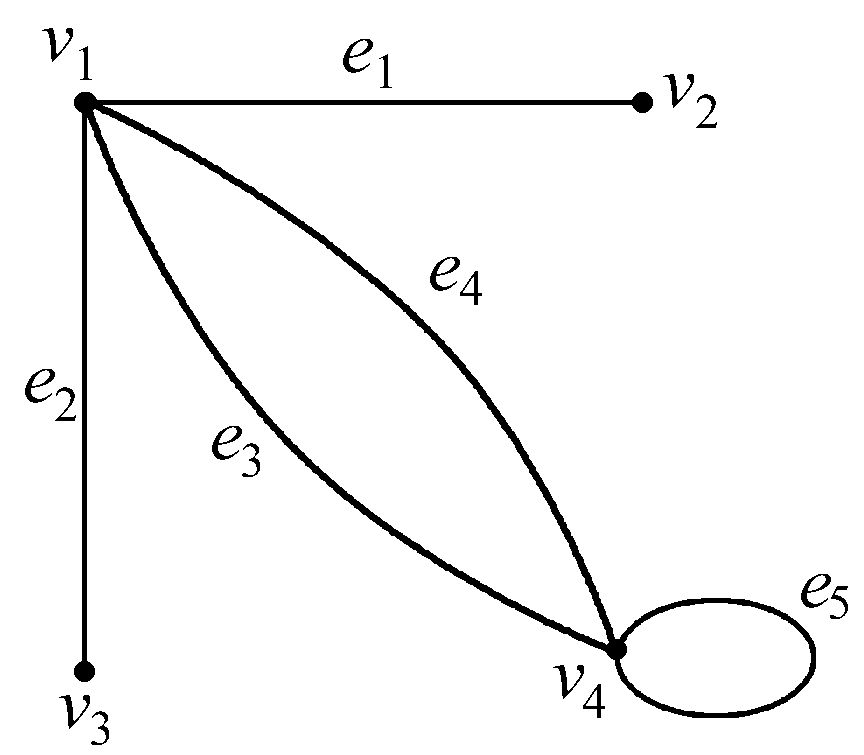 v₁
e₁
v₂
e₄
e₂
e₃
e₅
v₄
v₃